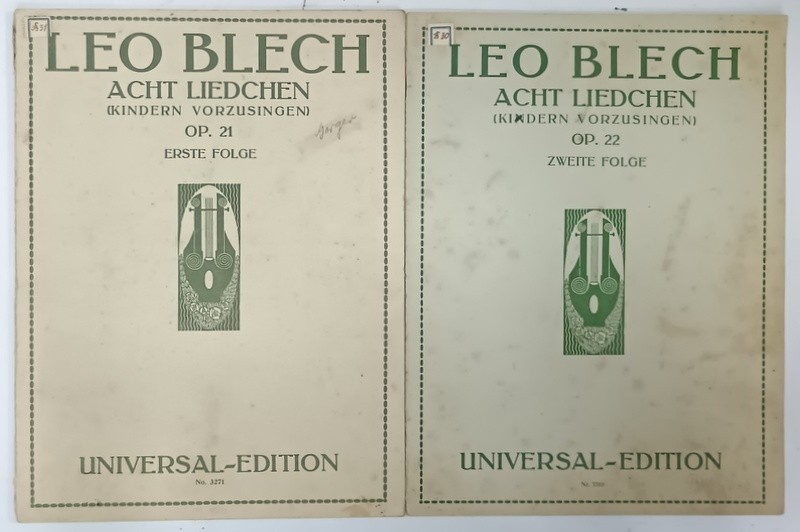 LEO BLECH
ACHT LIEDCHEN
(KINDERN VORZUSINGEN)
OP. 21
ERSTE FOLGE
UNIVERSAL-EDITION
No. 3271
LEO BLECH
ACHT LIEDCHEN
(KINDERN VORZUSINGEN)
OP. 22
ZWEITE FOLGE
UNIVERSAL-EDITION
No.